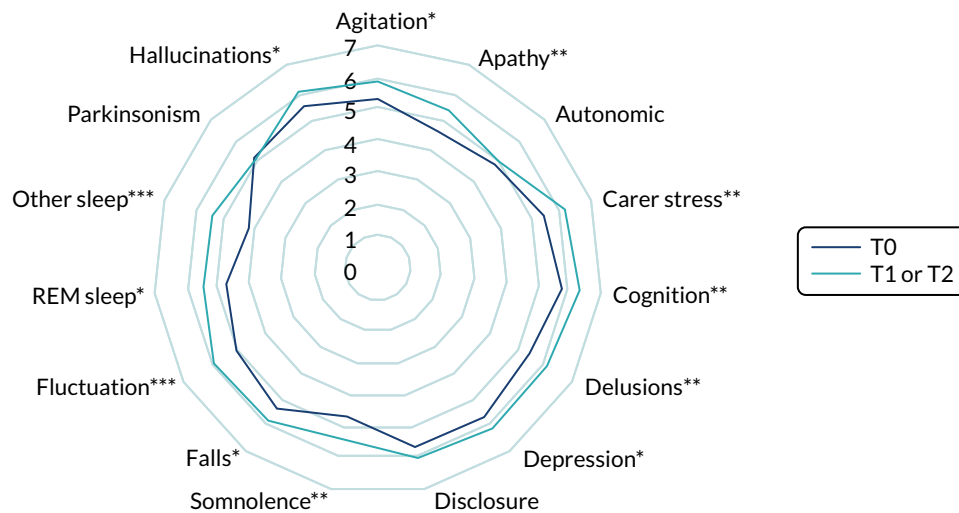 Agitation*
Apathy**
Autonomic
Carer stress**
Cognition**
Delusions**
Depression*
Disclosure
Somnolence**
Falls*
Fluctuation***
REM sleep*
Other sleep***
Parkinsonism
Hallucinations*
7
6
5
4
3
2
1
0
T0
T1 or T2